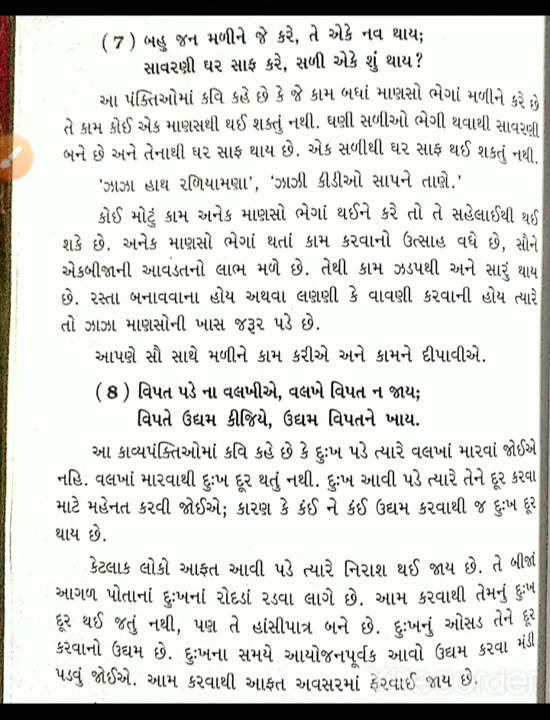 (7) બહુ જન મળીને જે કરે, તે એકે નવ થાય;
સાવરણી ઘર સાફ કરે, સળી એકે શું થાય?
આ પંક્તિઓમાં કવિ કહે છે કે જે કામ બધાં માણસો ભેગાં મળીને કરે છે
તે કામ કોઈ એક માણસથી થઈ શકતું નથી. ઘણી સળીઓ ભેગી થવાથી સાવરણી
બને છે અને તેનાથી ઘર સાફ થાય છે. એક સળીથી ઘર સાફ થઈ શકતું નથી.
'ઝાઝા હાથ રળિયામણા', 'ઝાઝી કીડીઓ સાપને તાણે.'
કોઈ મોટું કામ અનેક માણસો ભેગાં થઈને કરે તો તે સહેલાઈથી થઈ
શકે છે. અનેક માણસો ભેગાં થતાં કામ કરવાનો ઉત્સાહ વધે છે, સૌને
એકબીજાની આવડતનો લાભ મળે છે. તેથી કામ ઝડપથી અને સારું થાય
છે. રસ્તા બનાવવાના હોય અથવા લણણી કે વાવણી કરવાની હોય ત્યારે
તો ઝાઝા માણસોની ખાસ જરૂર પડે છે.
આપણે સૌ સાથે મળીને કામ કરીએ અને કામને દીપાવીએ.
(8) વિપત પડે ના વલખીએ, વલખે વિપત ન જાય;
વિપતે ઉદ્યમ કીજિયે, ઉદ્યમ વિપતને ખાય.
આ કાવ્યપંક્તિઓમાં કવિ કહે છે કે દુઃખ પડે ત્યારે વલખાં મારવાં જોઈએ
નહિ. વલખાં મારવાથી દુઃખ દૂર થતું નથી. દુઃખ આવી પડે ત્યારે તેને દૂર કરવા
માટે મહેનત કરવી જોઈએ; કારણ કે કંઈ ને કંઈ ઉદ્યમ કરવાથી જ દુઃખ દૂર
થાય છે.
કેટલાક લોકો આફત આવી પડે ત્યારે નિરાશ થઈ જાય છે. તે બીજાં
આગળ પોતાનાં દુઃખનાં રોદડાં રડવા લાગે છે. આમ કરવાથી તેમનું દુઃખ
દૂર થઈ જતું નથી, પણ તે હાંસીપાત્ર બને છે. દુઃખનું ઓસડ તેને દૂર
કરવાનો ઉદ્યમ છે. દુઃખના સમયે આયોજનપૂર્વક આવો ઉદ્યમ કરવા મંડી
પડવું જોઈએ. આમ કરવાથી આફત અવસરમાં ફેરવાઈ જાય છે.
XRecorder